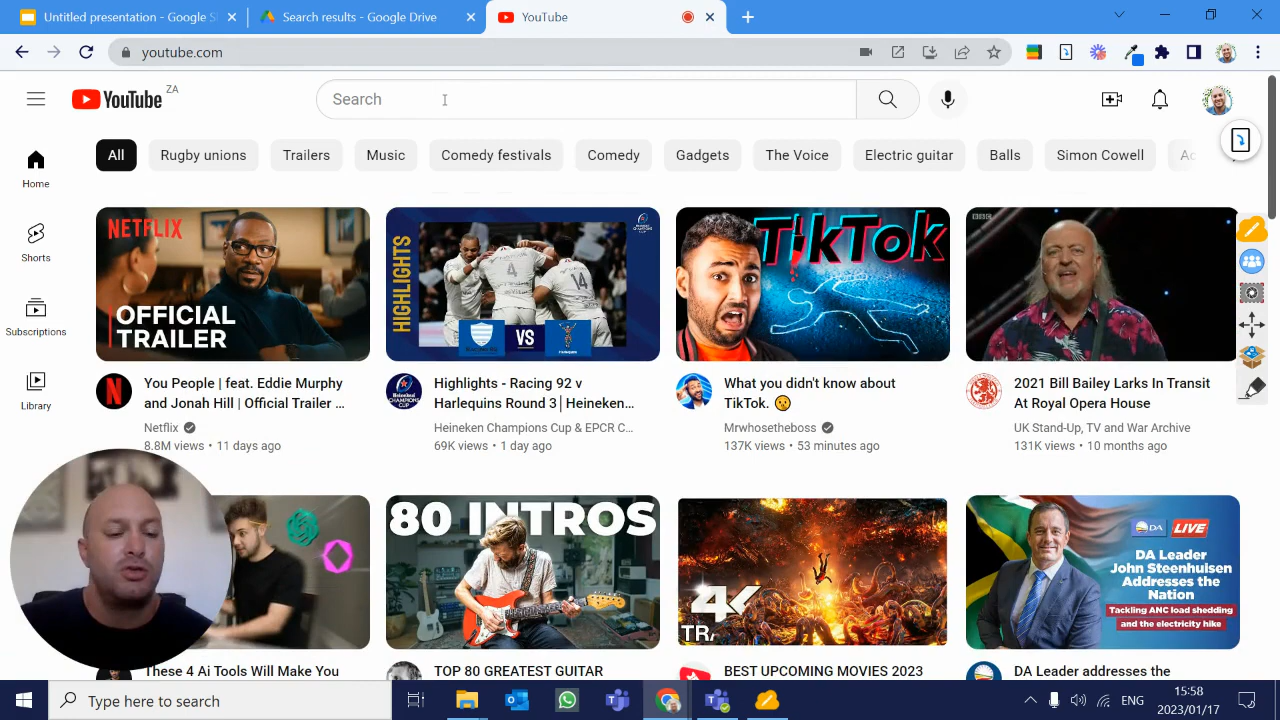 Untitled presentation - Google S
Search results - Google Drive
YouTube
youtube.com
YouTube
ZA
Search
All
Rugby unions
Trailers
Music
Comedy festivals
Comedy
Gadgets
The Voice
Electric guitar
Balls
Simon Cowell
Home
Shorts
Subscriptions
Library
NETFLIX
OFFICIAL
TRAILER
You People | feat. Eddie Murphy
and Jonah Hill | Official Trailer ...
Netflix
8.8M views • 11 days ago
HIGHLIGHTS
4
14
VS
Highlights - Racing 92 v
Harlequins Round 3│Heineken...
Heineken Champions Cup & EPCR C...
69K views • 1 day ago
TikTok
What you didn't know about
TikTok. 😮
Mrwhosetheboss
137K views • 53 minutes ago
2021 Bill Bailey Larks In Transit
At Royal Opera House
UK Stand-Up, TV and War Archive
131K views • 10 months ago
These 4 Ai Tools Will Make You
80 INTROS
TOP 80 GREATEST GUITAR
4K
BEST UPCOMING MOVIES 2023
DA
LIVE
DA Leader
John Steenhuisen
Addresses the
Nation
Tackling ANC load shedding
and the electricity hike
DA Leader addresses the
Type here to search
ENG
15:58
2023/01/17